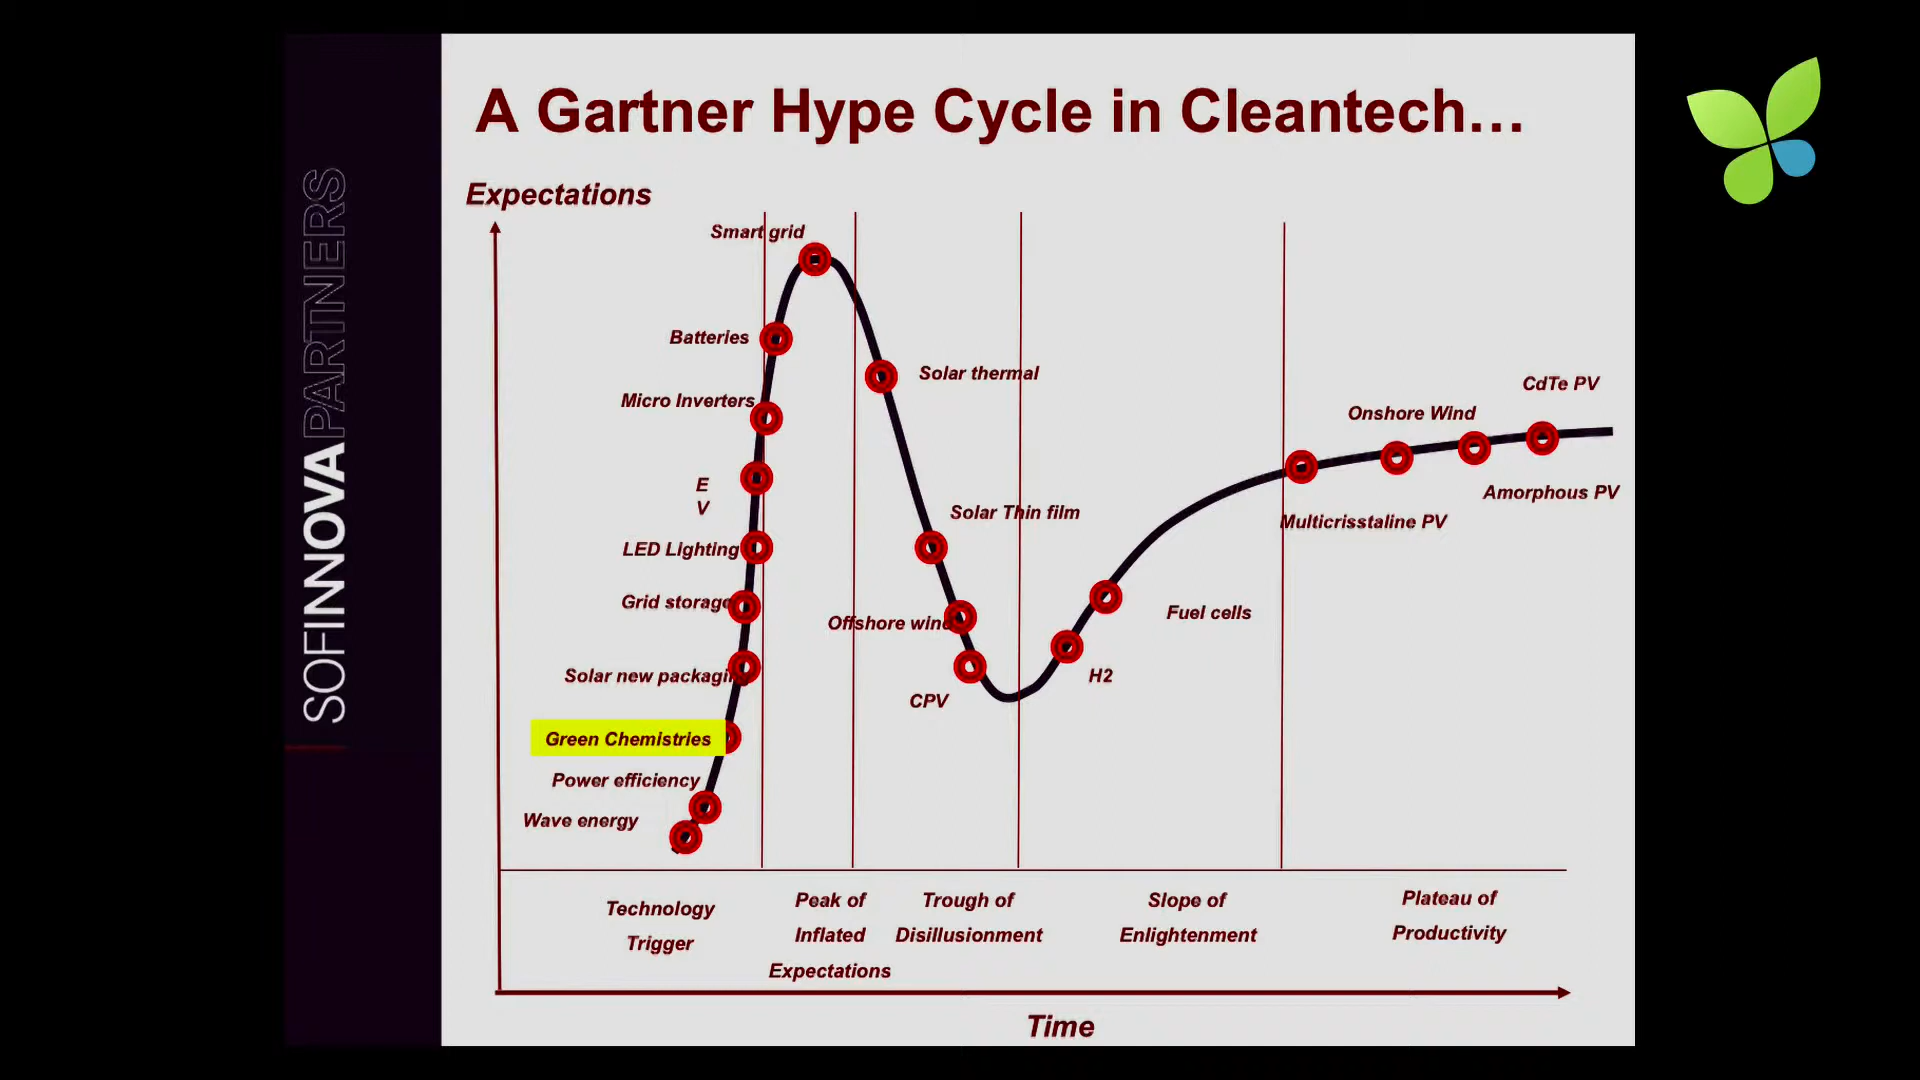 A Gartner Hype Cycle in Cleantech...
SOFINNOVAPARTNERS
Expectations
Smart grid
Batteries
Solar thermal
CdTe PV
Micro Inverters
Onshore Wind
E
V
Amorphous PV
Solar Thin film
Multicrisstaline PV
LED Lighting
Grid storage
Offshore wind
Fuel cells
Solar new packaging
H2
CPV
Green Chemistries
Power efficiency
Wave energy
Technology
Trigger
Peak of
Inflated
Expectations
Trough of
Disillusionment
Slope of
Enlightenment
Plateau of
Productivity
Time